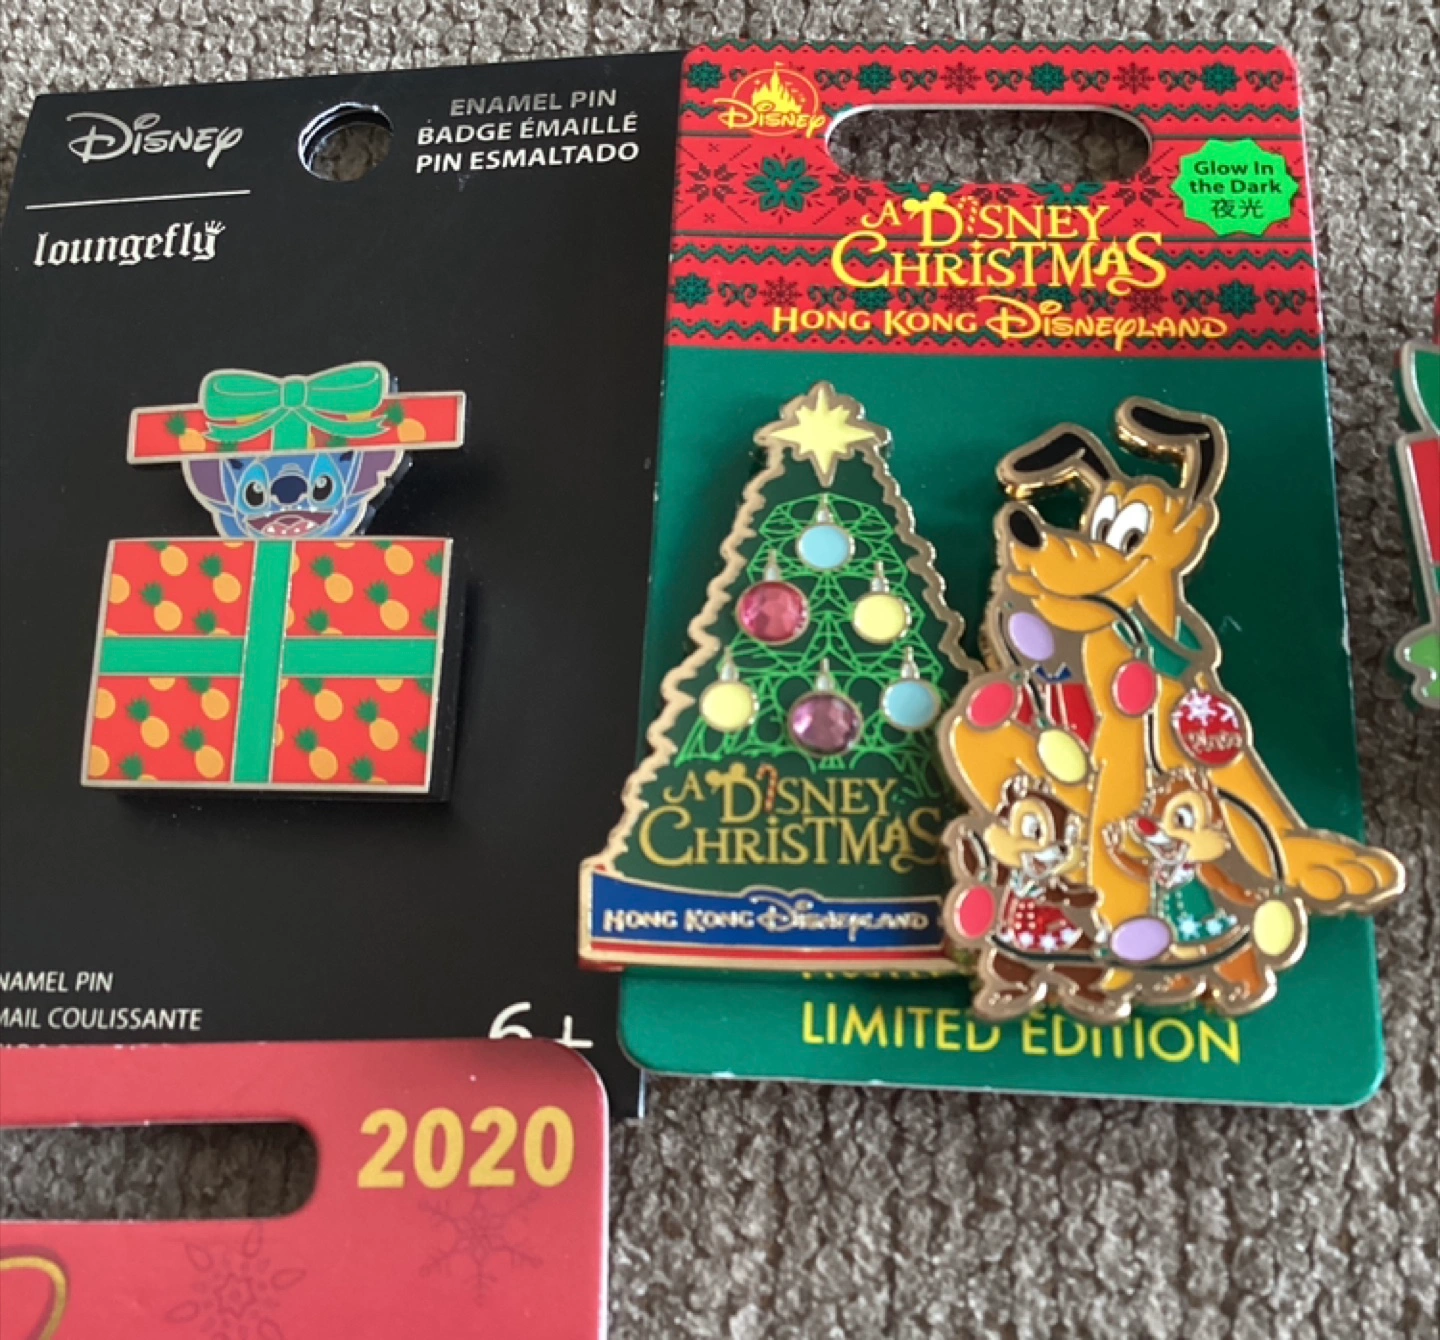 Disney
loungefly
ENAMEL PIN
BADGE ÉMAILLÉ
PIN ESMALTADO
6+
Disney
Glow In
the Dark
夜光
A DISNEY
CHRISTMAS
HONG KONG DISNEYLAND
A DISNEY
CHRISTMAS
HONG KONG DISNEYLAND
LIMITED EDITION
NAMEL PIN
MAIL COULISSANTE
2020